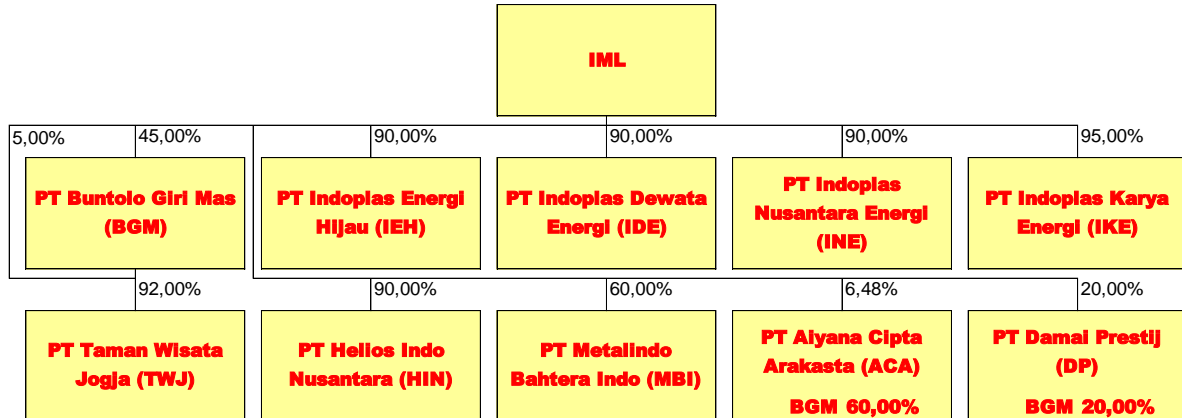 IML
5,00%
45,00%
90,00%
90,00%
90,00%
95,00%
PT Buntolo Giri Mas
(BGM)
PT Indoplas Energi
Hijau (IEH)
PT Indoplas Dewata
Energi (IDE)
PT Indoplas
Nusantara Energi
(INE)
PT Indoplas Karya
Energi (IKE)
92,00%
90,00%
60,00%
6,48%
20,00%
PT Taman Wisata
Jogja (TWJ)
PT Helios Indo
Nusantara (HIN)
PT Metalindo
Bahtera Indo (MBI)
PT Alyana Cipta
Arakasta (ACA)
BGM 60,00%
PT Damai Prestij
(DP)
BGM 20,00%